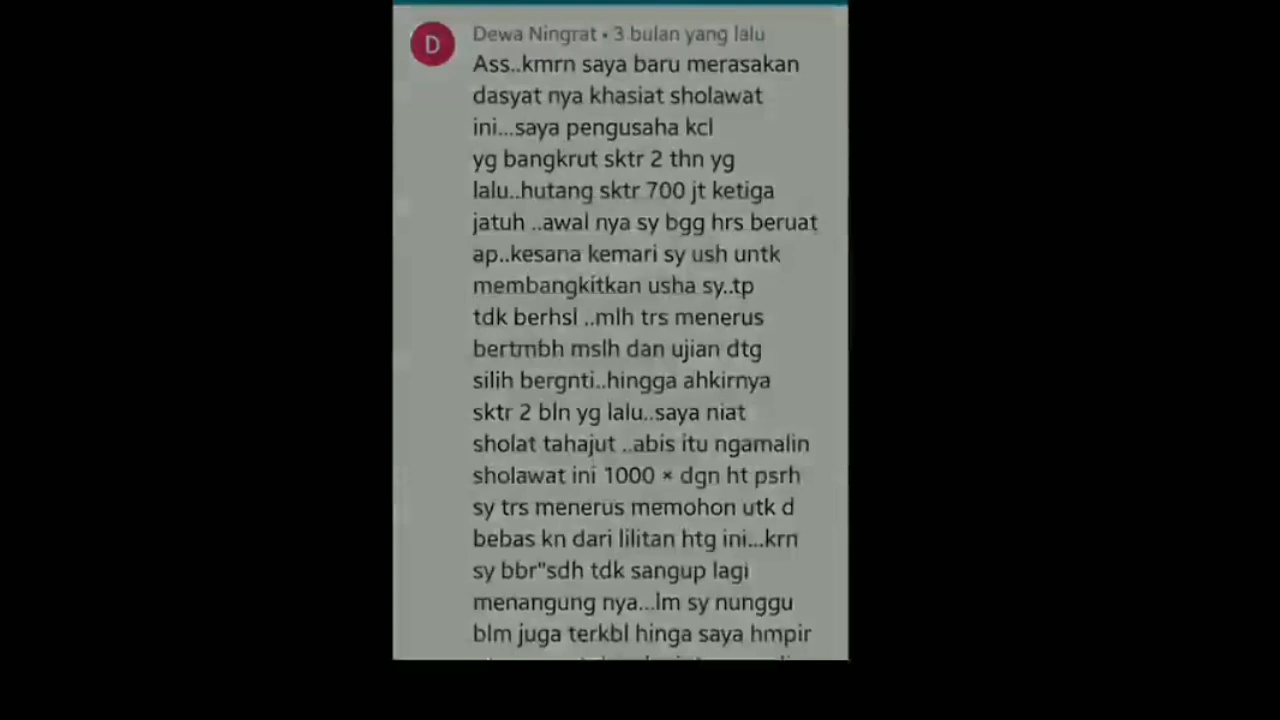 D
Dewa Ningrat • 3 bulan yang lalu
Ass..kmrn saya baru merasakan
dasyat nya khasiat sholawat
ini...saya pengusaha kcl
yg bangkrut sktr 2 thn yg
lalu..hutang sktr 700 jt ketiga
jatuh ..awal nya sy bgg hrs beruat
ap..kesana kemari sy ush untk
membangkitkan usha sy..tp
tdk berhsl ..mlh trs menerus
bertmbh mslh dan ujian dtg
silih bergnti..hingga ahkirnya
sktr 2 bln yg lalu..saya niat
sholat tahajut ..abis itu ngamalin
sholawat ini 1000 × dgn ht psrh
sy trs menerus memohon utk d
bebas kn dari lilitan htg ini...krn
sy bbr"sdh tdk sangup lagi
menangung nya...lm sy nunggu
blm juga terkbl hinga saya hmpir